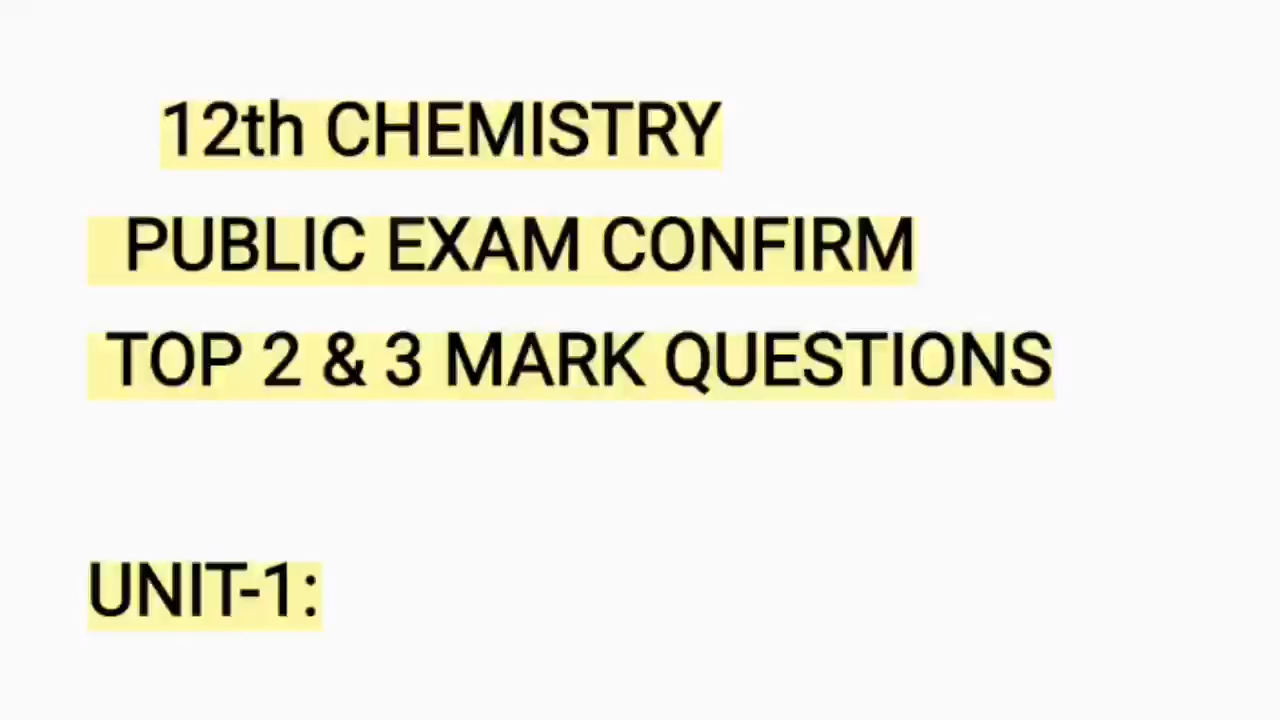 12th CHEMISTRY
PUBLIC EXAM CONFIRM
TOP 2 & 3 MARK QUESTIONS
UNIT-1: